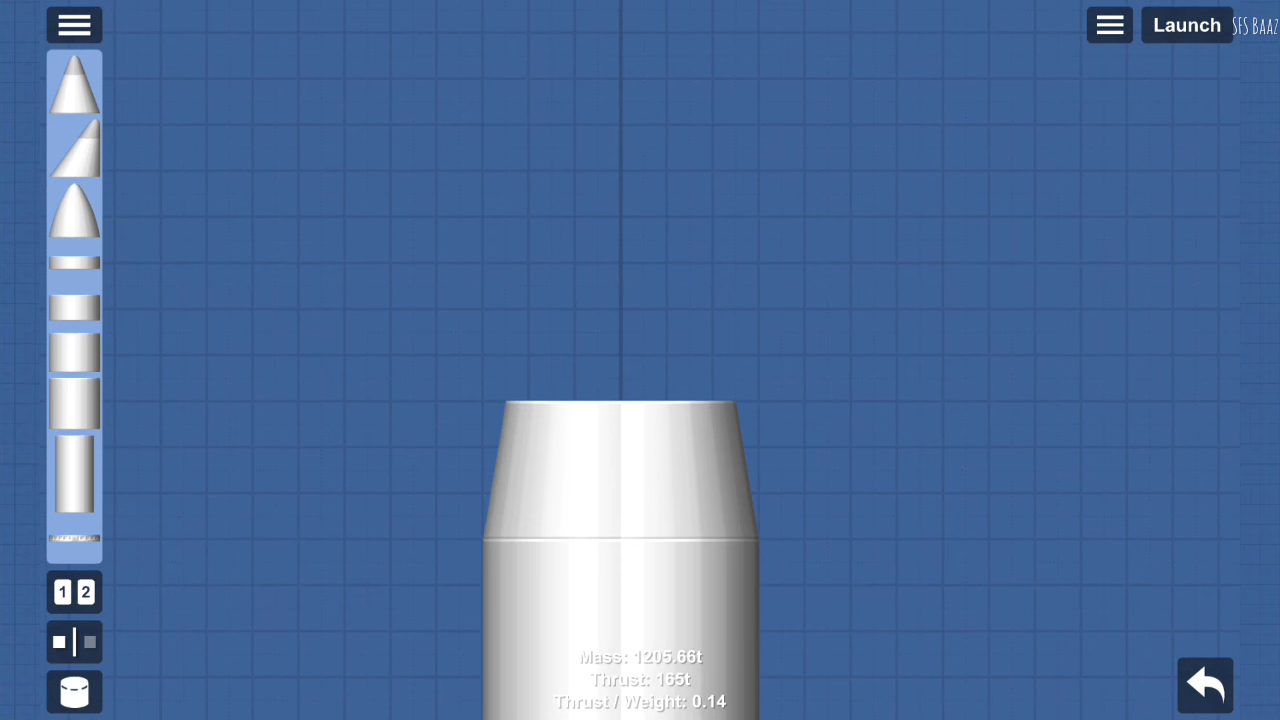 Launch
SFS Baaz
1 2
Mass: 1205.66t
Thrust: 165t
Thrust / Weight: 0.14